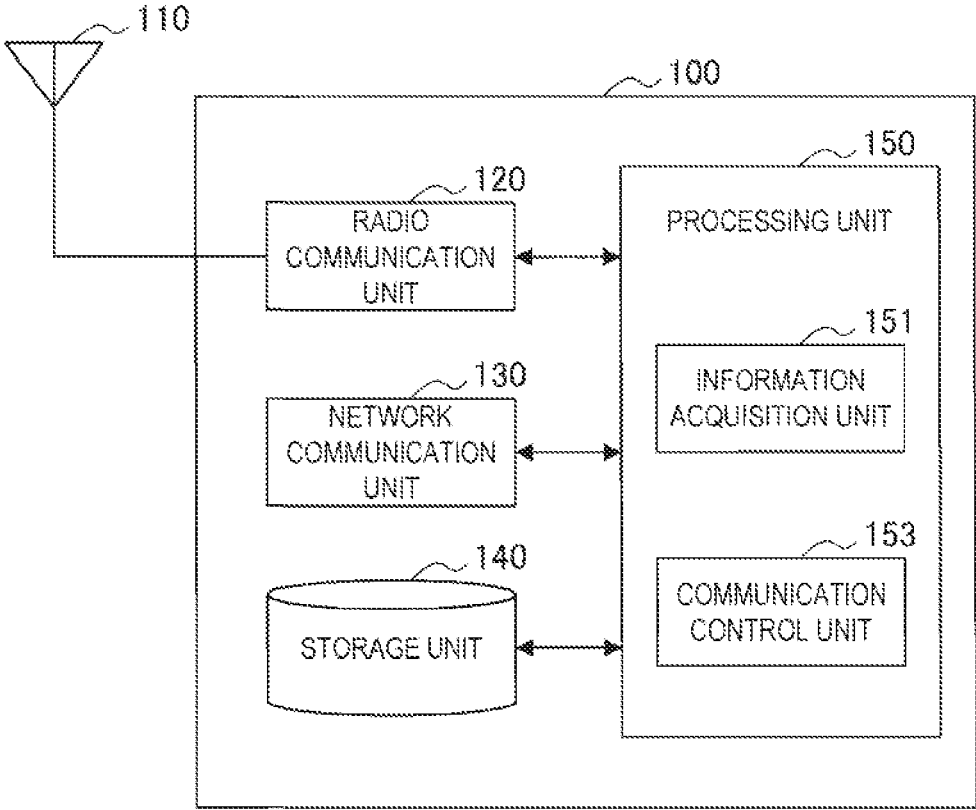 110
100
120
RADIO
COMMUNICATION
UNIT
130
NETWORK
COMMUNICATION
UNIT
140
STORAGE UNIT
150
PROCESSING UNIT
151
INFORMATION
ACQUISITION UNIT
153
COMMUNICATION
CONTROL UNIT